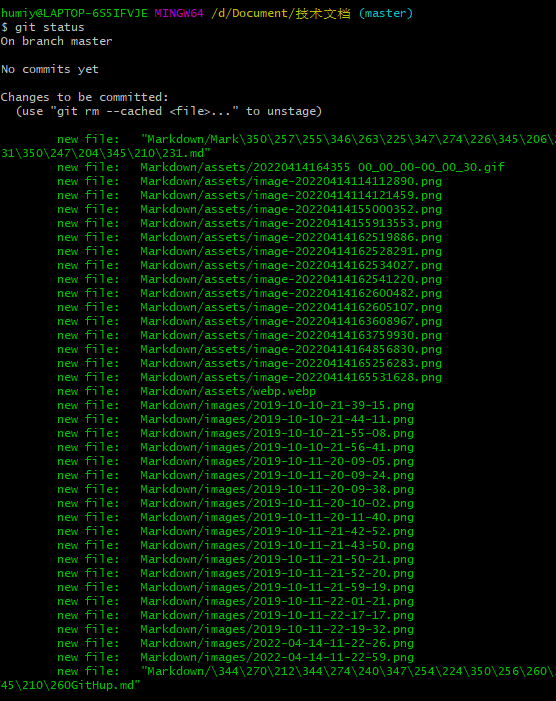 humiy@LAPTOP-6S5IFVJE MINGW64 /d/Document/技术文档 (master)
$ git status
On branch master
No commits yet
Changes to be committed:
(use "git rm --cached <file>..." to unstage)
new file: "Markdown/Mark\350\257\255\346\263\225\347\274\226\345\206\
31\350\247\204\345\210\231.md"
new file: Markdown/assets/20220414164355 00_00_00-00_00_30.gif
new file: Markdown/assets/image-20220414114112890.png
new file: Markdown/assets/image-20220414114121459.png
new file: Markdown/assets/image-20220414155000352.png
new file: Markdown/assets/image-20220414155913553.png
new file: Markdown/assets/image-20220414162519886.png
new file: Markdown/assets/image-20220414162528291.png
new file: Markdown/assets/image-20220414162534027.png
new file: Markdown/assets/image-20220414162541220.png
new file: Markdown/assets/image-20220414162600482.png
new file: Markdown/assets/image-20220414162605107.png
new file: Markdown/assets/image-20220414163608967.png
new file: Markdown/assets/image-20220414163759930.png
new file: Markdown/assets/image-20220414164856830.png
new file: Markdown/assets/image-20220414165256283.png
new file: Markdown/assets/image-20220414165531628.png
new file: Markdown/assets/webp.webp
new file: Markdown/images/2019-10-10-21-39-15.png
new file: Markdown/images/2019-10-10-21-44-11.png
new file: Markdown/images/2019-10-10-21-55-08.png
new file: Markdown/images/2019-10-10-21-56-41.png
new file: Markdown/images/2019-10-11-20-09-05.png
new file: Markdown/images/2019-10-11-20-09-24.png
new file: Markdown/images/2019-10-11-20-09-38.png
new file: Markdown/images/2019-10-11-20-10-02.png
new file: Markdown/images/2019-10-11-20-11-40.png
new file: Markdown/images/2019-10-11-21-42-52.png
new file: Markdown/images/2019-10-11-21-43-50.png
new file: Markdown/images/2019-10-11-21-50-21.png
new file: Markdown/images/2019-10-11-21-52-20.png
new file: Markdown/images/2019-10-11-21-59-19.png
new file: Markdown/images/2019-10-11-22-01-21.png
new file: Markdown/images/2019-10-11-22-17-17.png
new file: Markdown/images/2019-10-11-22-19-32.png
new file: Markdown/images/2022-04-14-11-22-26.png
new file: Markdown/images/2022-04-14-11-22-59.png
new file: "Markdown/\344\270\212\344\274\240\347\254\224\350\256\260\
45\210\260GitHup.md"